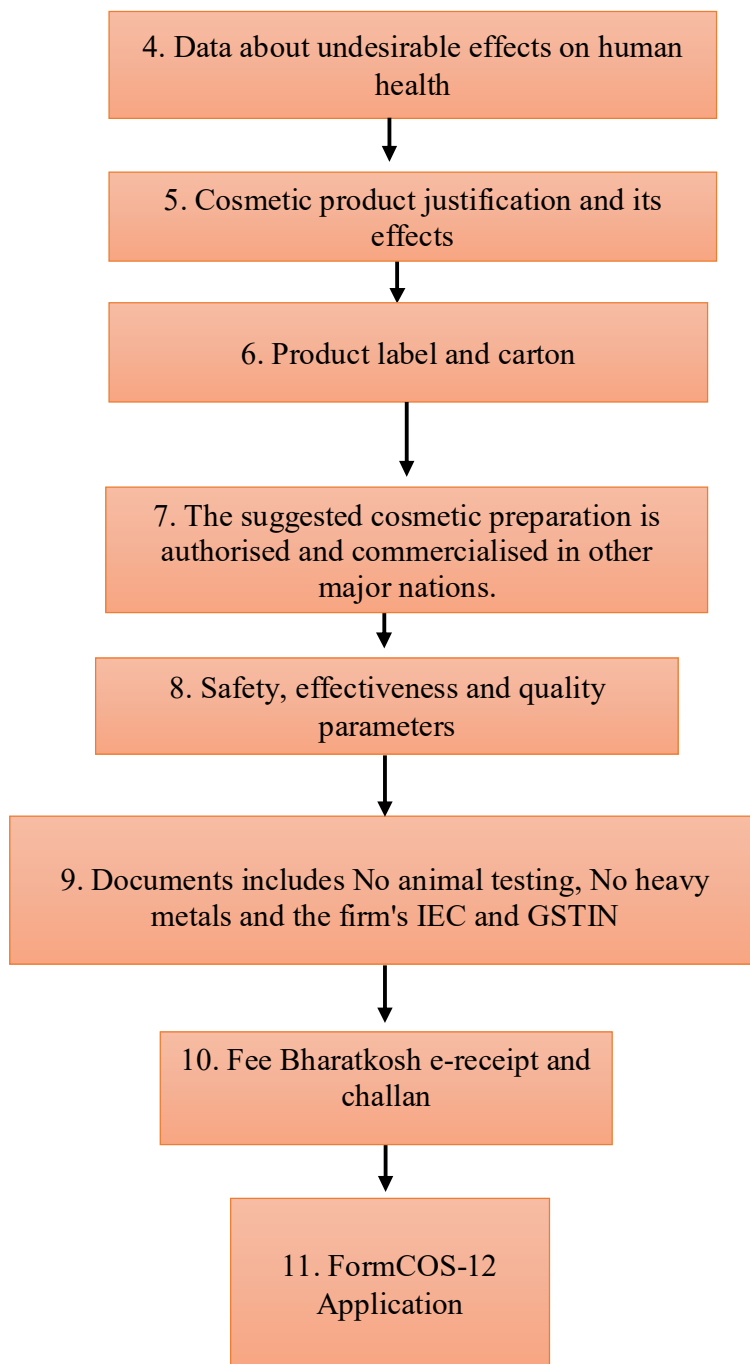 4. Data about undesirable effects on human
health
5. Cosmetic product justification and its
effects
6. Product label and carton
7. The suggested cosmetic preparation is
authorised and commercialised in other
major nations.
8. Safety, effectiveness and quality
parameters
9. Documents includes No animal testing, No heavy
metals and the firm's IEC and GSTIN
10. Fee Bharatkosh e-receipt and
challan
11. FormCOS-12
Application